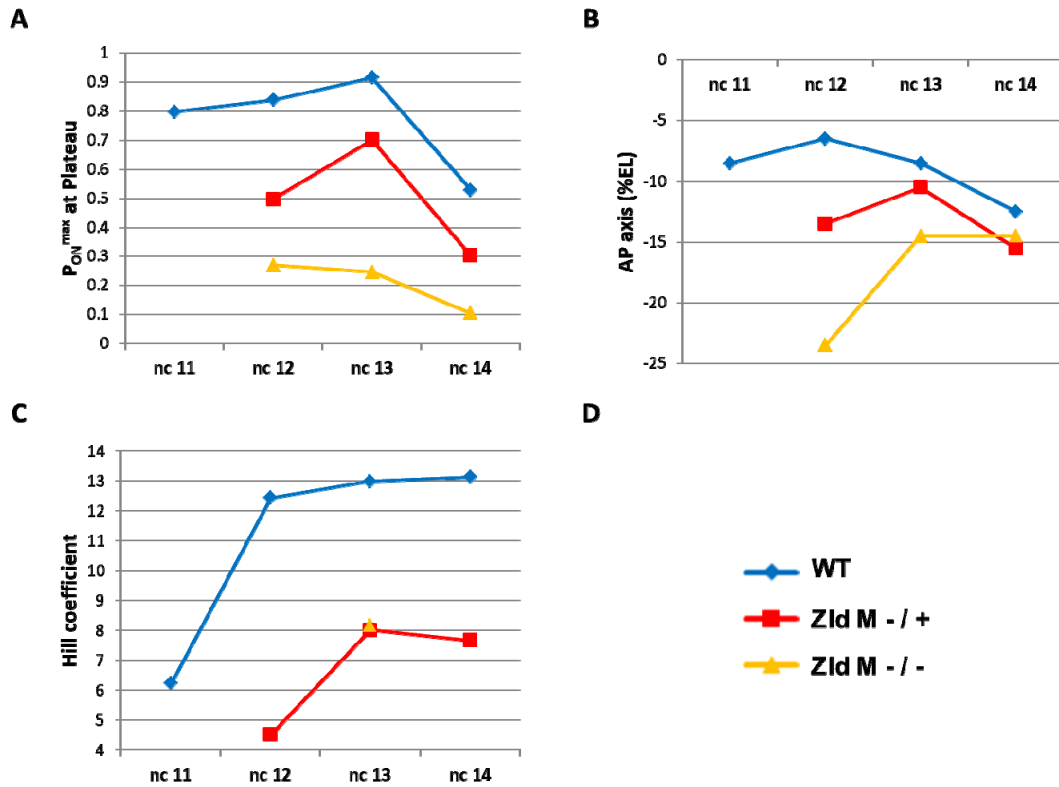 A
P_ON^max at Plateau
1
0.9
0.8
0.7
0.6
0.5
0.4
0.3
0.2
0.1
0
nc 11 nc 12 nc 13 nc 14
B
AP axis (%EL)
0
-5
-10
-15
-20
-25
nc 11 nc 12 nc 13 nc 14
C
Hill coefficient
14
13
12
11
10
9
8
7
6
5
4
nc 11 nc 12 nc 13 nc 14
D
WT
Zld M - / +
Zld M - / -